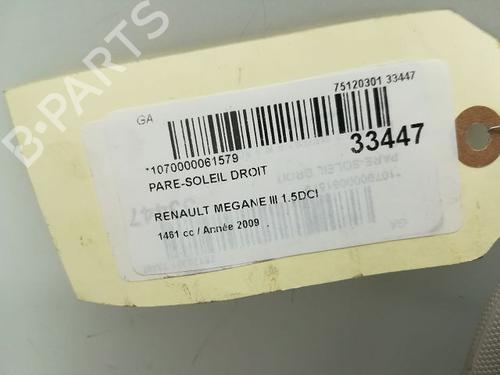 B-PARTS
GA
75120301 33447
*1070000061579
33447
PARE-SOLEIL DROIT
RENAULT MEGANE III 1.5DCI
1461 cc / Année 2009